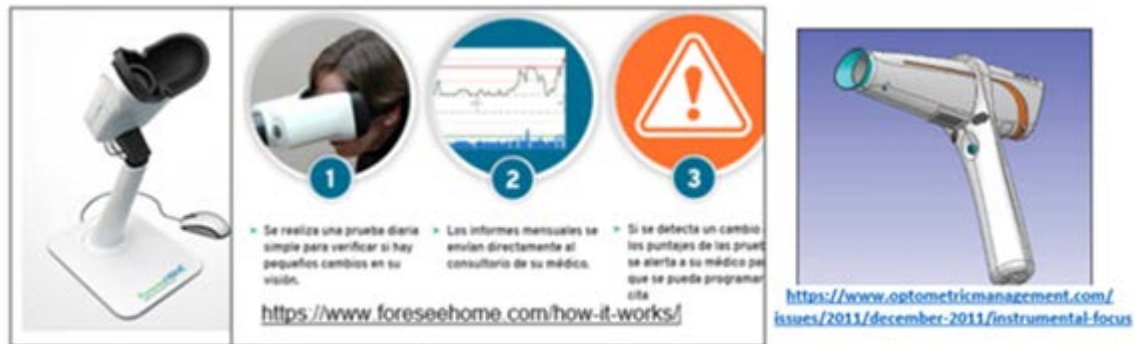 1
2
3
Se realiza una prueba diaria
simple para verificar si hay
pequeños cambios en su
visión.
Los informes mensuales se
envían directamente al
consultorio de su médico.
Si se detecta un cambio
los puntajes de las prue
se alerta a su médico pa
que se pueda programar
cita
https://www.foreseehome.com/how-it-works/
https://www.optometricmanagement.com/
issues/2011/december-2011/instrumental-focus